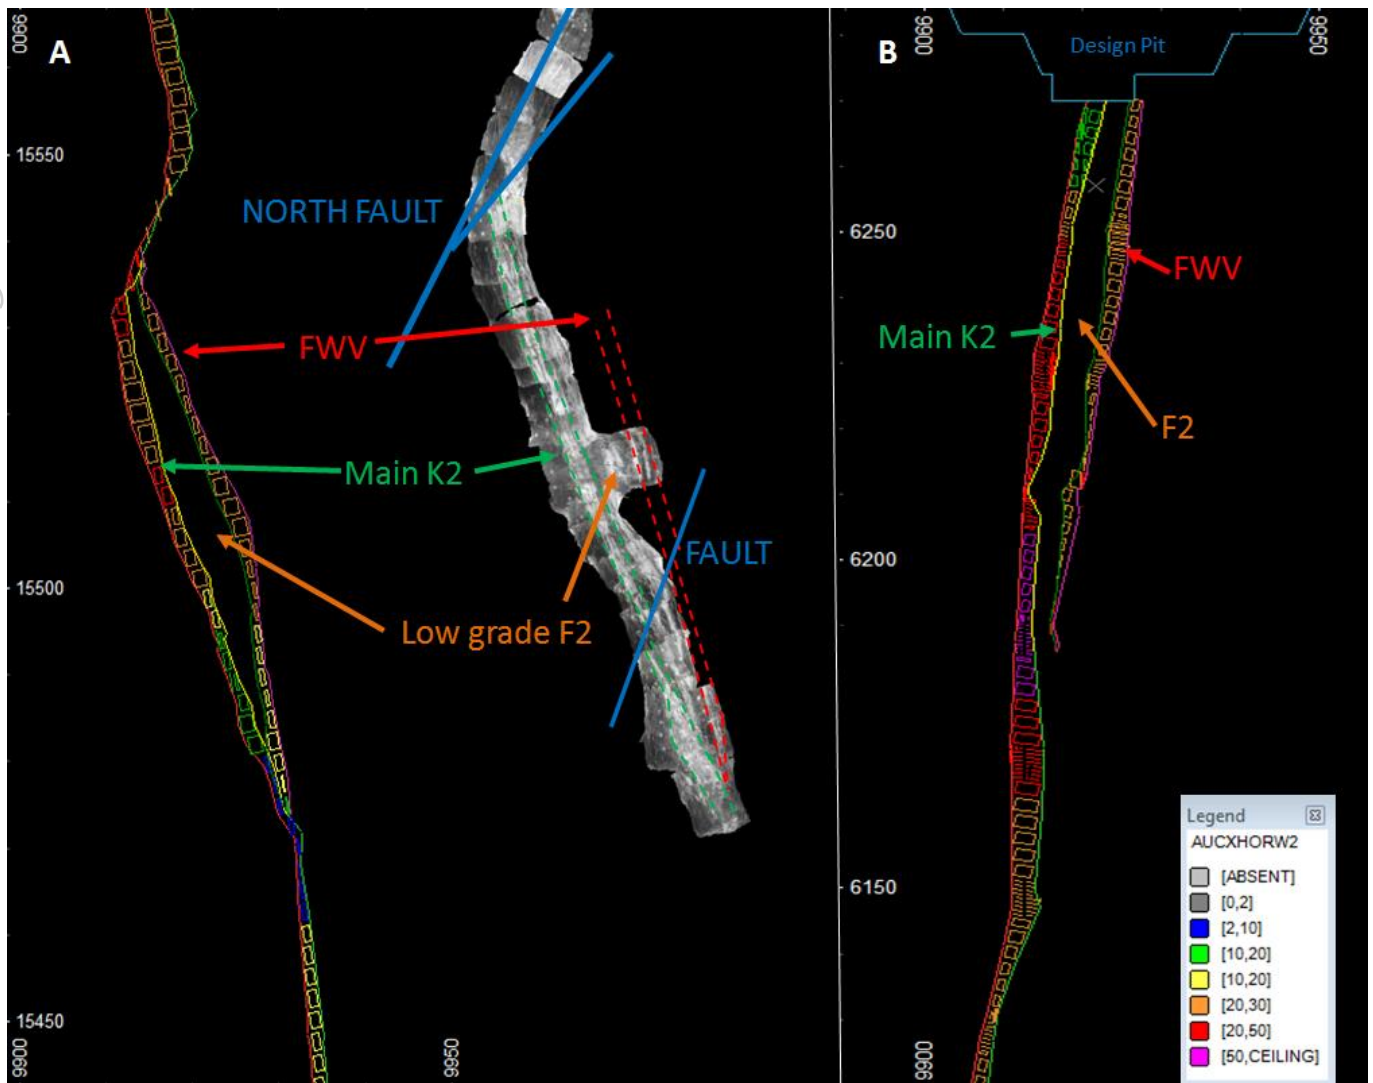 9900
A
15550
NORTH FAULT
FWV
Main K2
FAULT
15500
Low grade F2
15450
9900
9950
9900
B
Design Pit
9950
6250
FWV
Main K2
F2
6200
6150
9900
Legend
AUCXHORW2
[ABSENT]
[0,2]
[2,10]
[10,20]
[10,20]
[20,30]
[20,50]
[50,CEILING]